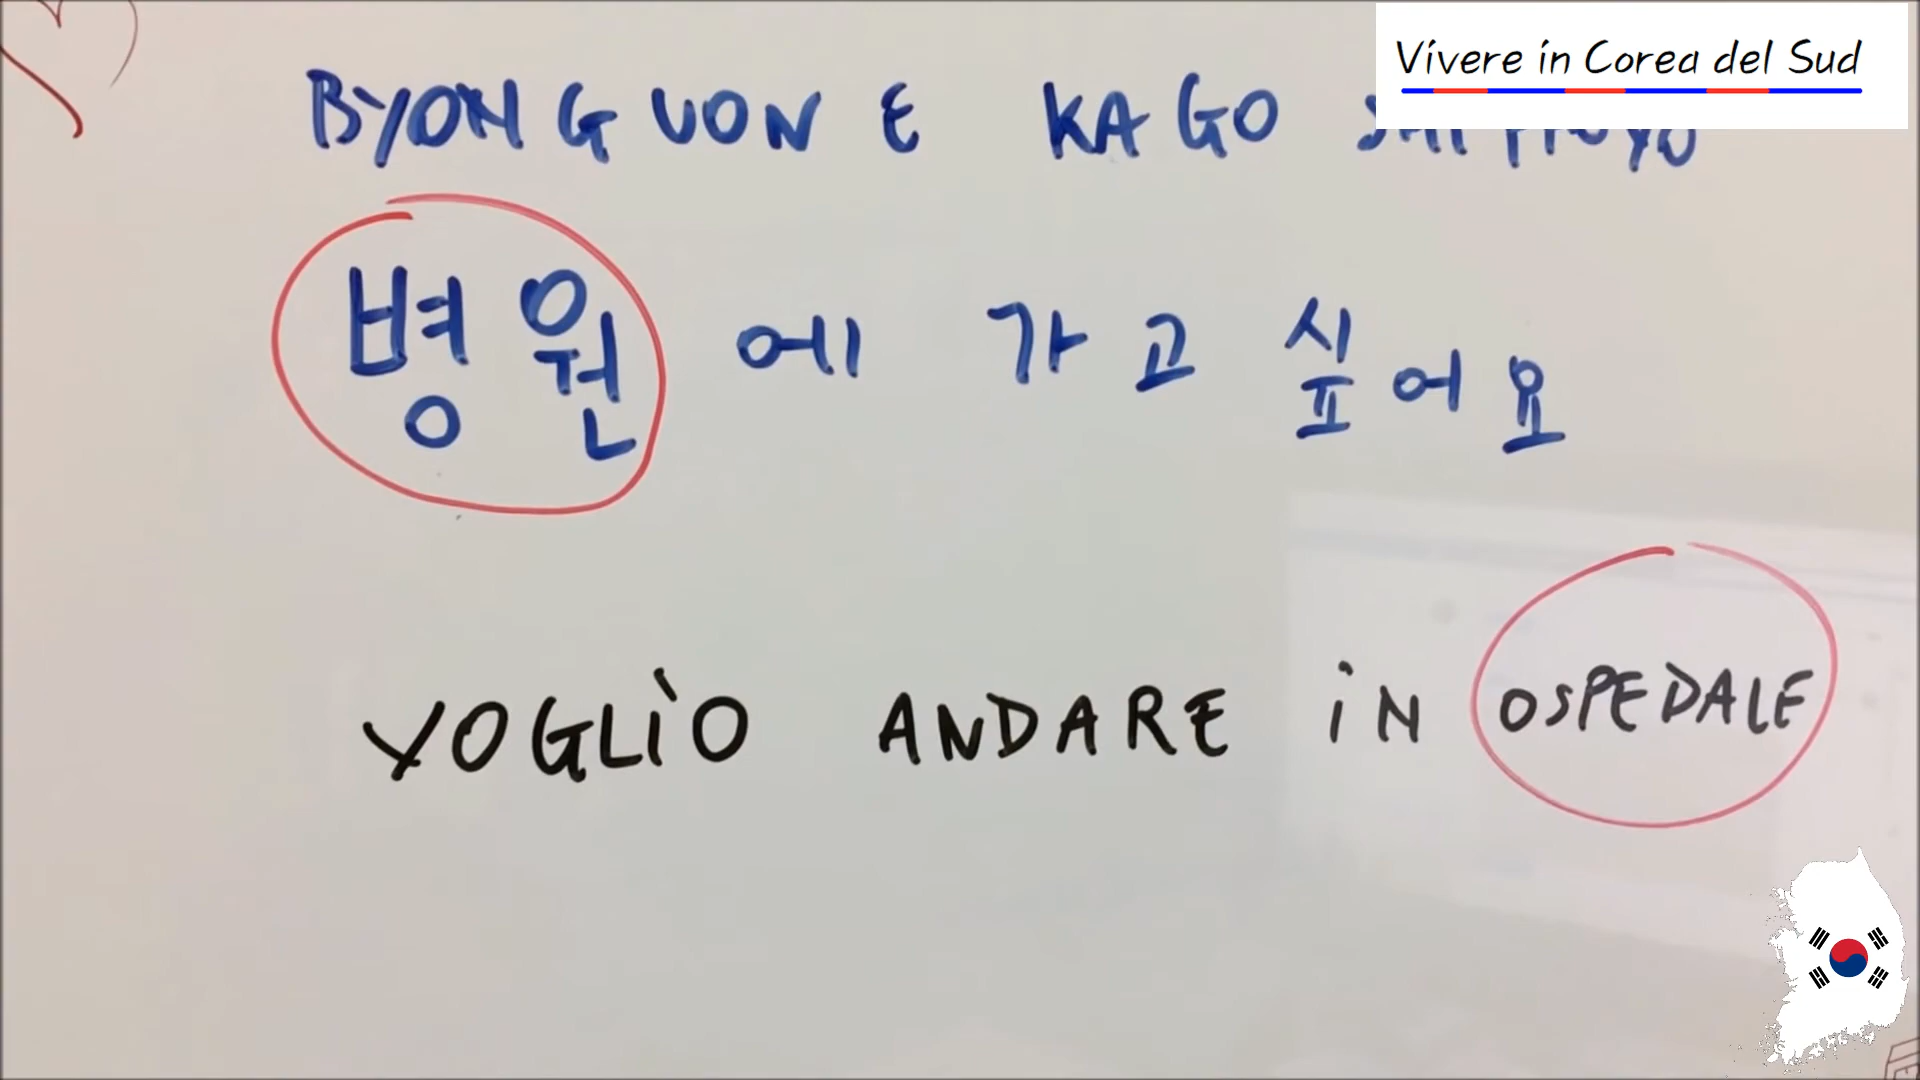 Vivere in Corea del Sud
BYONG UON E KAGO
병원에 가고 싶어요
VOGLIO ANDARE IN OSPEDALE